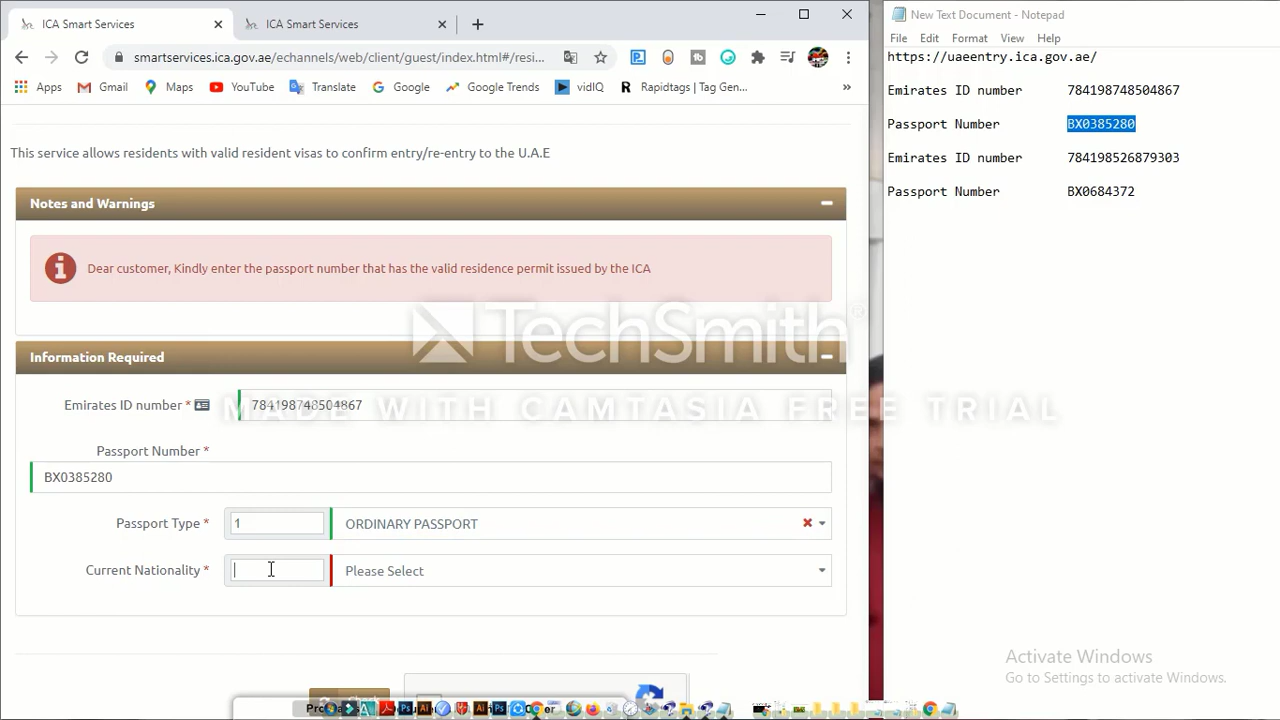 ICA Smart Services
ICA Smart Services
New Text Document - Notepad
smartservices.ica.gov.ae/echannels/web/client/guest/index.html#/resi...
File Edit Format View Help
Apps Gmail Maps YouTube Translate Google Google Trends vidIQ Rapidtags | Tag Gen... »
https://uaeentry.ica.gov.ae/
Emirates ID number 784198748504867
Passport Number BX0385280
Emirates ID number 784198526879303
Passport Number BX0684372
This service allows residents with valid resident visas to confirm entry/re-entry to the U.A.E
Notes and Warnings
Dear customer, Kindly enter the passport number that has the valid residence permit issued by the ICA
TechSmith®
Information Required
Emirates ID number * 784198748504867
MADE WITH CAMTASIA FREE TRIAL
Passport Number *
BX0385280
Passport Type * 1 ORDINARY PASSPORT
Current Nationality * Please Select
Activate Windows
Go to Settings to activate Windows.